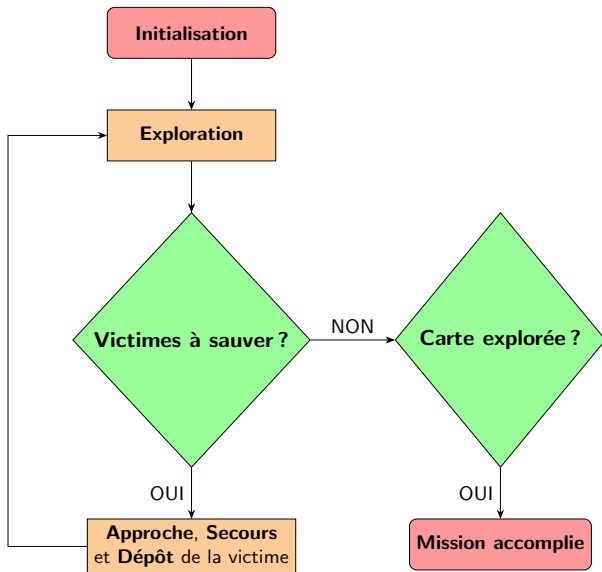 Initialisation
Exploration
Victimes à sauver ?
NON
Carte explorée ?
OUI
OUI
Approche, Secours
et Dépôt de la victime
Mission accomplie